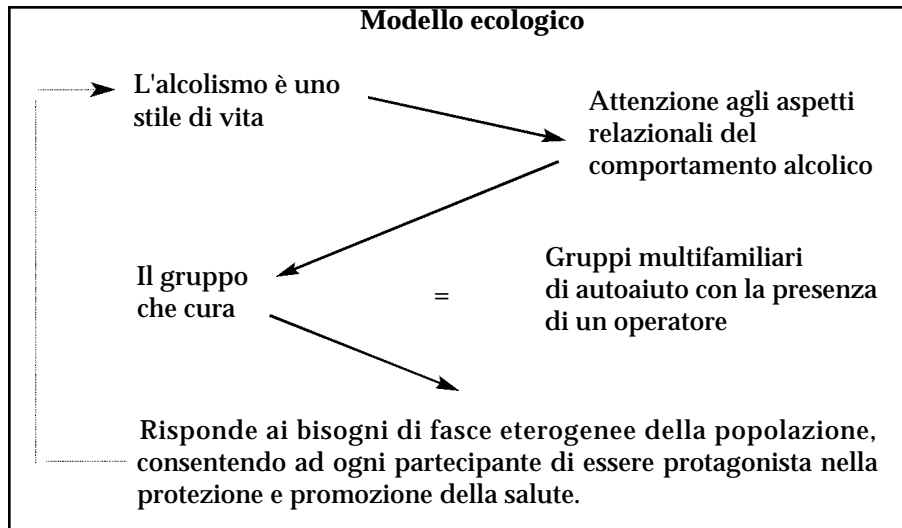 Modello ecologico
L'alcolismo è uno
stile di vita
Attenzione agli aspetti
relazionali del
comportamento alcolico
Il gruppo
che cura
=
Gruppi multifamiliari
di autoaiuto con la presenza
di un operatore
Risponde ai bisogni di fasce eterogenee della popolazione,
consentendo ad ogni partecipante di essere protagonista nella
protezione e promozione della salute.